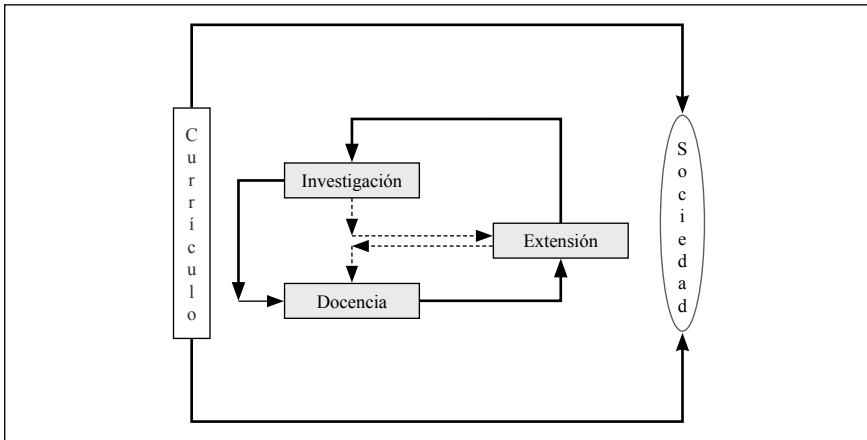 Currículo
Investigación
Extensión
Docencia
Sociedad